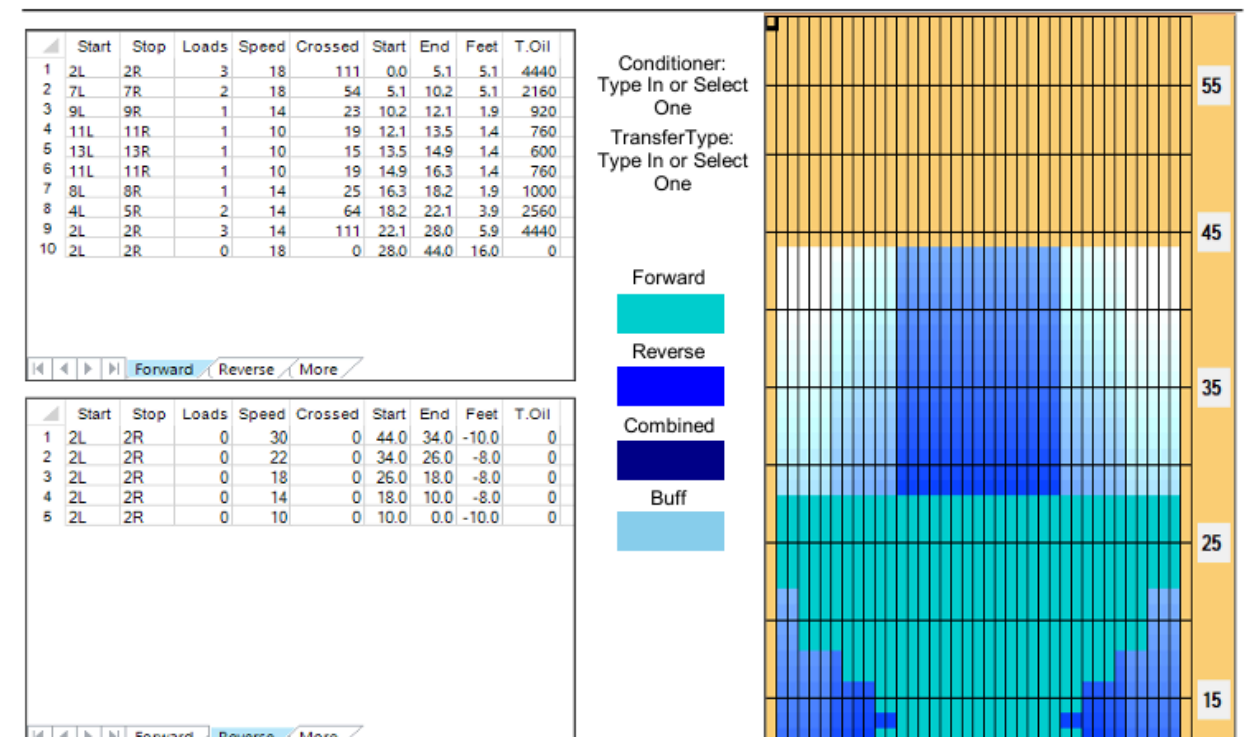 Start Stop Loads Speed Crossed Start End Feet T.Oil
1 2L 2R 3 18 111 0.0 5.1 5.1 4440
2 7L 7R 2 18 54 5.1 10.2 5.1 2160
3 9L 9R 1 14 23 10.2 12.1 1.9 920
4 11L 11R 1 10 19 12.1 13.5 1.4 760
5 13L 13R 1 10 15 13.5 14.9 1.4 600
6 11L 11R 1 10 19 14.9 16.3 1.4 760
7 8L 8R 1 14 25 16.3 18.2 1.9 1000
8 4L 5R 2 14 64 18.2 22.1 3.9 2560
9 2L 2R 3 14 111 22.1 28.0 5.9 4440
10 2L 2R 0 18 0 28.0 44.0 16.0 0
Forward Reverse More
Start Stop Loads Speed Crossed Start End Feet T.Oil
1 2L 2R 0 30 0 44.0 34.0 -10.0 0
2 2L 2R 0 22 0 34.0 26.0 -8.0 0
3 2L 2R 0 18 0 26.0 18.0 -8.0 0
4 2L 2R 0 14 0 18.0 10.0 -8.0 0
5 2L 2R 0 10 0 10.0 0.0 -10.0 0
Forward Reverse More
Conditioner:
Type In or Select
One
TransferType:
Type In or Select
One
Forward
Reverse
Combined
Buff
55
45
35
25
15